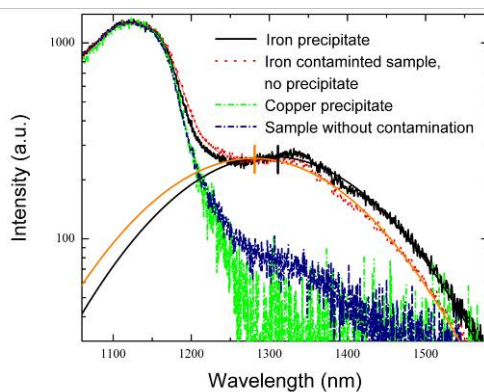 1000
Iron precipitate
Iron contaminted sample,
no precipitate
Copper precipitate
Sample without contamination
Intensity (a.u.)
100
1100 1200 1300 1400 1500
Wavelength (nm)